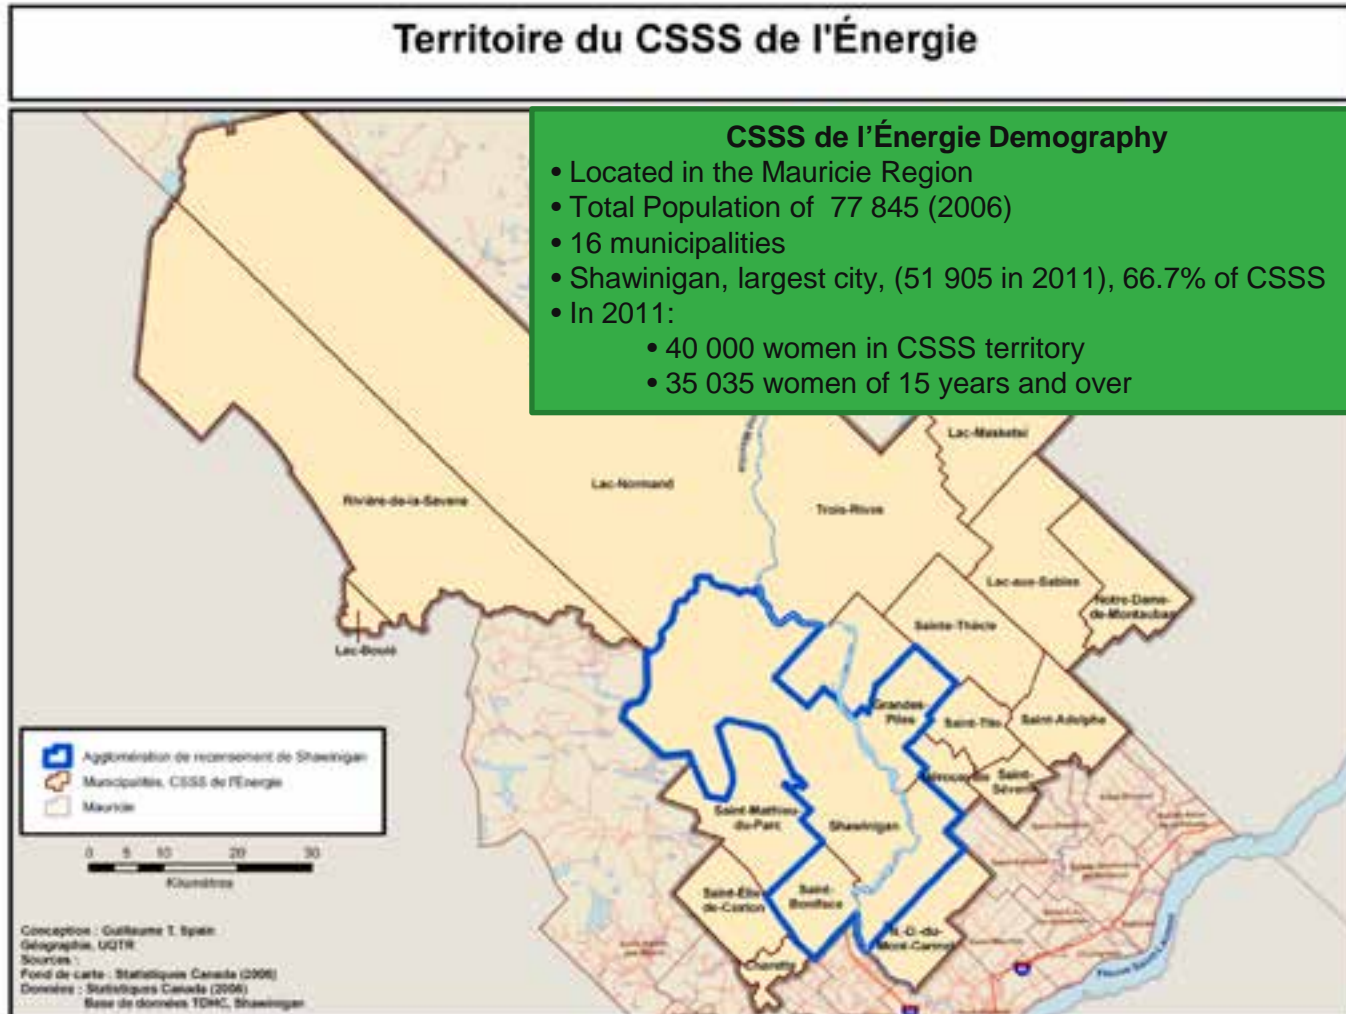 Territoire du CSSS de l'Énergie
CSSS de l'Énergie Demography
• Located in the Mauricie Region
• Total Population of 77 845 (2006)
• 16 municipalities
• Shawinigan, largest city, (51 905 in 2011), 66.7% of CSSS
• In 2011:
• 40 000 women in CSSS territory
• 35 035 women of 15 years and over
Lac-Masketsi
Lac-Normand
Rivière-de-la-Savane
Trois-Rives
Lac-aux-Sables
Notre-Dame-
de-Montauban
Sainte-Thècle
Lac-Boulé
Grandes-
Piles
Saint-Tite
Saint-Adelphe
Saint-
Séverin
Saint-Mathieu-
du-Parc
Shawinigan
Saint-Élie-
de-Caxton
Saint-
Boniface
N.-D.-du-
Mont-Carmel
Charette
Fleuve Saint-Laurent
Agglomération de recensement de Shawinigan
Municipalités, CSSS de l'Énergie
Mauricie
0 5 10 20 30
Kilomètres
Conception : Guillaume T. Spain
Géographie, UQTR
Sources :
Fond de carte : Statistiques Canada (2006)
Données : Statistiques Canada (2006)
Base de données TDHC, Shawinigan